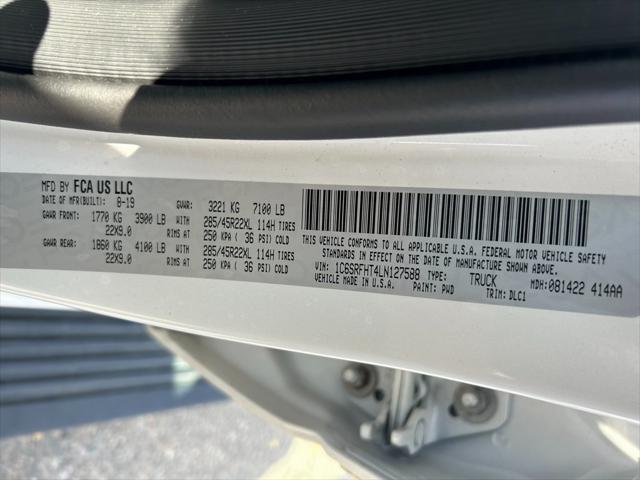 MFD BY FCA US LLC
DATE OF MFR(BUILT): 8-19 GVWR: 3221 KG 7100 LB
GAWR FRONT: 1770 KG 3900 LB WITH 285/45R22XL 114H TIRES
22X9.0 RIMS AT 250 KPA ( 36 PSI) COLD
GAWR REAR: 1860 KG 4100 LB WITH 285/45R22XL 114H TIRES
22X9.0 RIMS AT 250 KPA ( 36 PSI) COLD
THIS VEHICLE CONFORMS TO ALL APPLICABLE U.S.A. FEDERAL MOTOR VEHICLE SAFETY
STANDARDS IN EFFECT ON THE DATE OF MANUFACTURE SHOWN ABOVE.
VIN: 1C6SRFHT4LN127588 TYPE: TRUCK MDH: 081422 414AA
VEHICLE MADE IN U.S.A. PAINT: PWD TRIM: DLC1